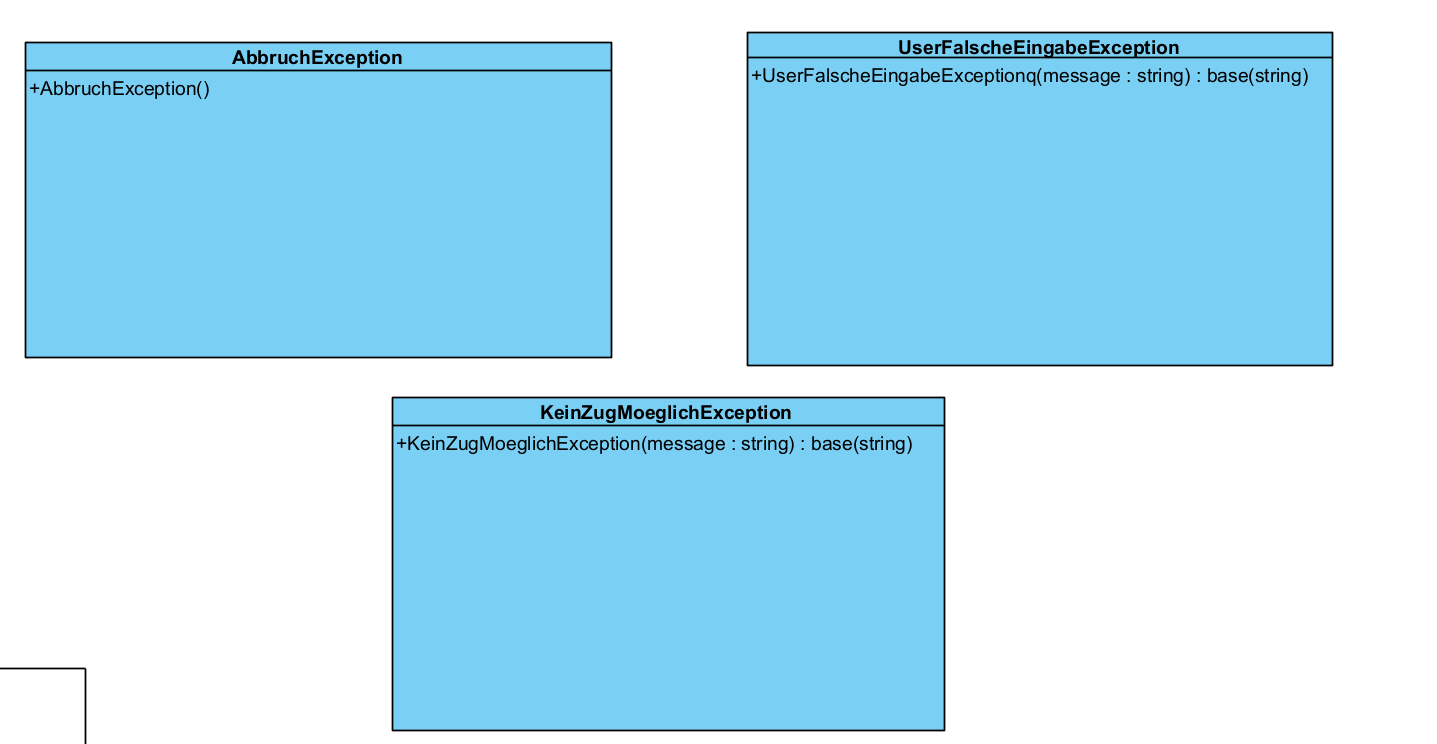 AbbruchException
+AbbruchException()
UserFalscheEingabeException
+UserFalscheEingabeExceptionq(message : string) : base(string)
KeinZugMoeglichException
+KeinZugMoeglichException(message : string) : base(string)